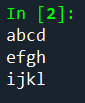 In [2]:
abcd
efgh
ijkl